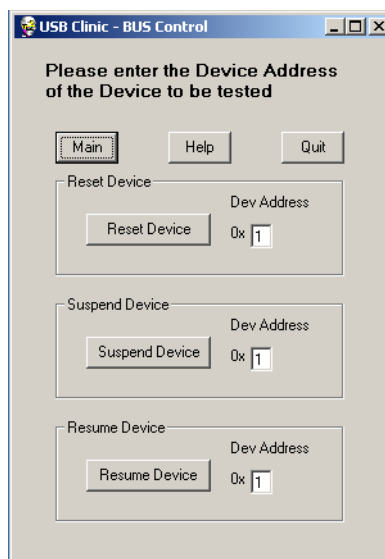 USB Clinic - BUS Control
Please enter the Device Address
of the Device to be tested
Main Help Quit
Reset Device
Dev Address
Reset Device 0x 1
Suspend Device
Dev Address
Suspend Device 0x 1
Resume Device
Dev Address
Resume Device 0x 1